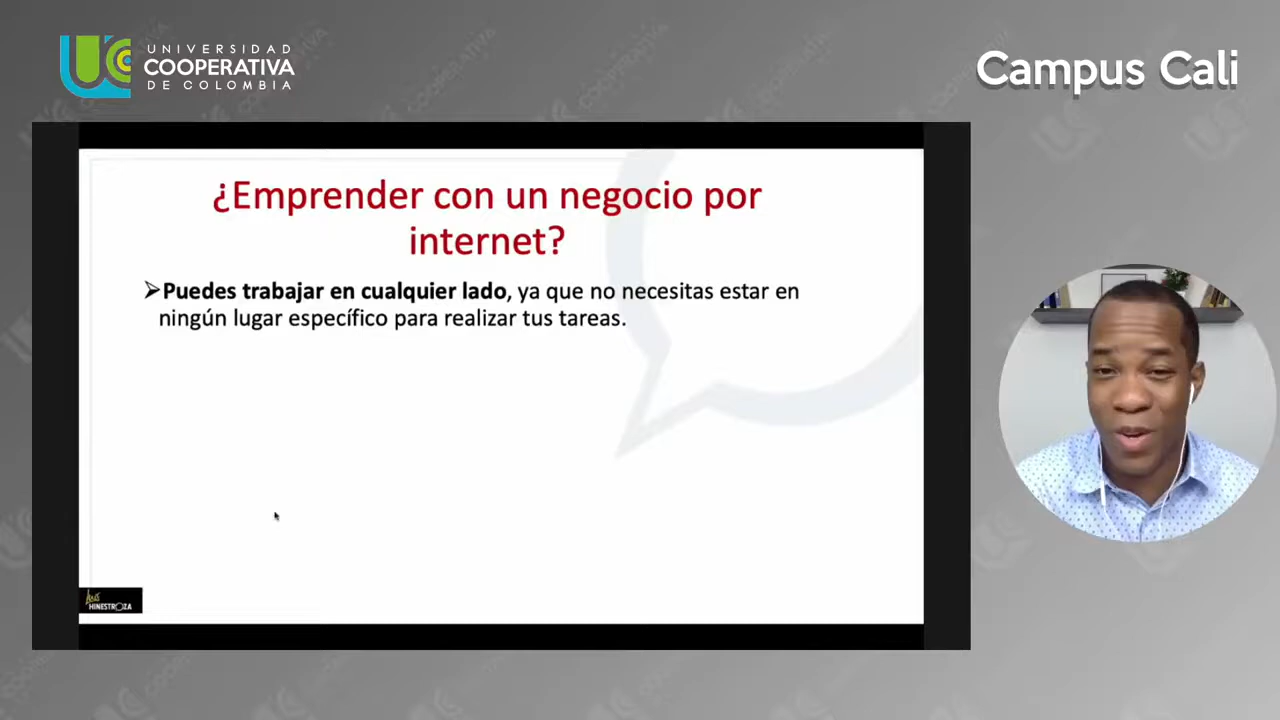 UNIVERSIDAD
COOPERATIVA
DE COLOMBIA
Campus Cali
¿Emprender con un negocio por
internet?
➢Puedes trabajar en cualquier lado, ya que no necesitas estar en
ningún lugar específico para realizar tus tareas.
HINESTROZA